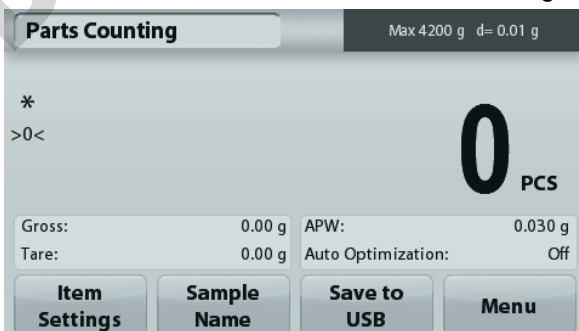 Parts Counting
Max 4200 g d= 0.01 g
*
>0<
0 PCS
Gross: 0.00 g APW: 0.030 g
Tare: 0.00 g Auto Optimization: Off
Item Settings
Sample Name
Save to USB
Menu